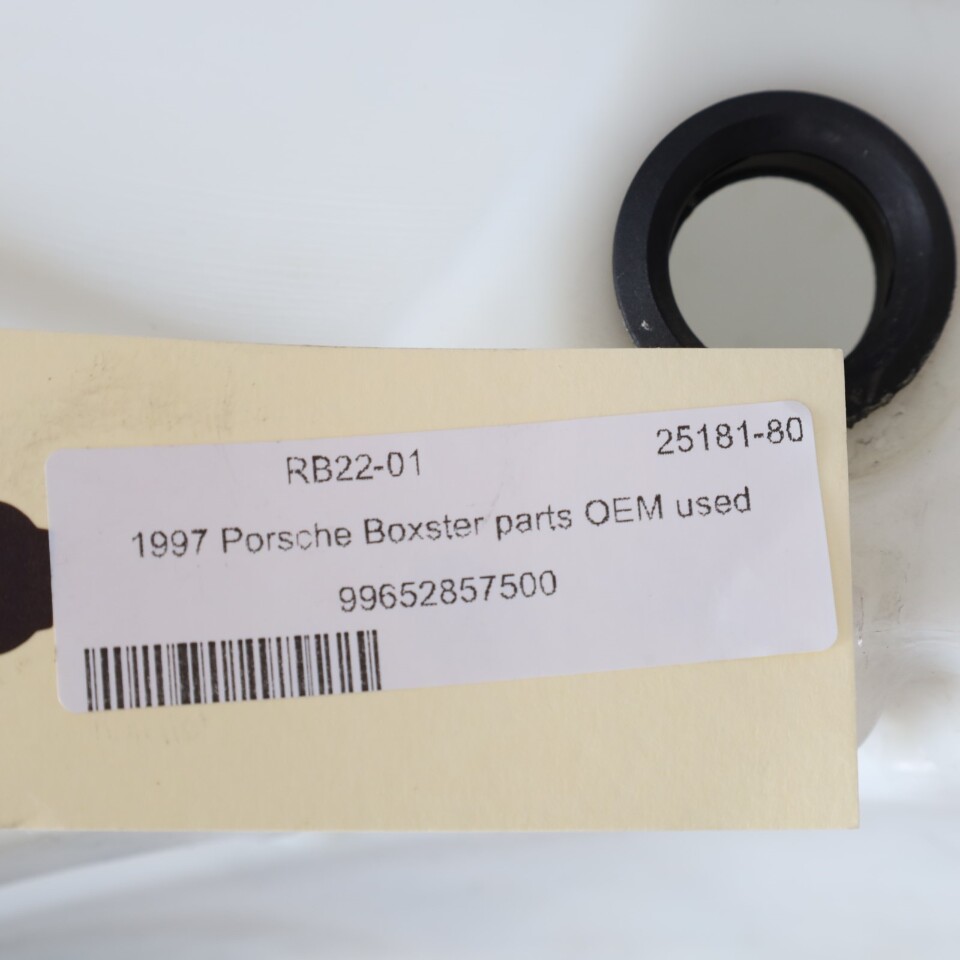 RB22-01 25181-80
1997 Porsche Boxster parts OEM used
99652857500